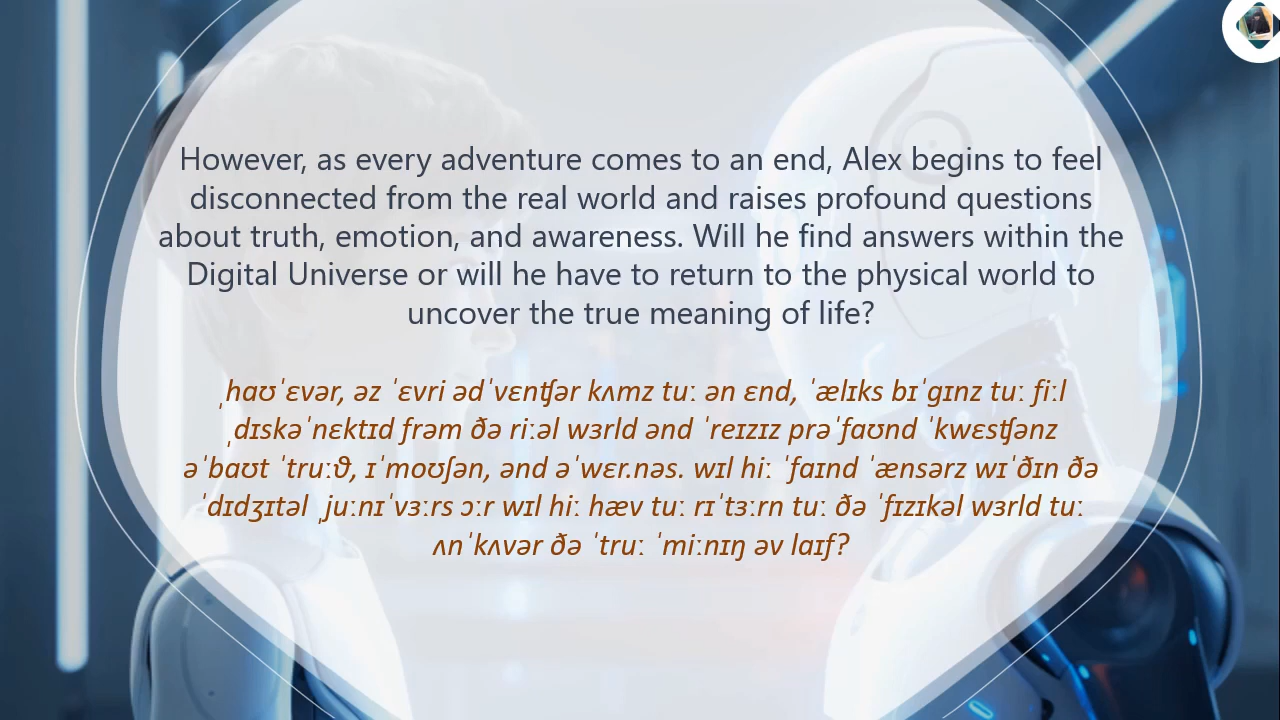 However, as every adventure comes to an end, Alex begins to feel
disconnected from the real world and raises profound questions
about truth, emotion, and awareness. Will he find answers within the
Digital Universe or will he have to return to the physical world to
uncover the true meaning of life?
ˌhaʊˈɛvər, əz ˈɛvri ədˈvɛnʧər kʌmz tuː ən ɛnd, ˈælɪks bɪˈgɪnz tuː fiːl
ˌdɪskəˈnɛktɪd frəm ðə riːəl wɜrld ənd ˈreɪzɪz prəˈfaʊnd ˈkwɛsʧənz
əˈbaʊt ˈtruːθ, ɪˈmoʊʃən, ənd əˈwɛr.nəs. wɪl hiː ˈfaɪnd ˈænsərz wɪˈðɪn ðə
ˈdɪdʒɪtəl ˌjuːnɪˈvɜːrs ɔːr wɪl hiː hæv tuː rɪˈtɜːrn tuː ðə ˈfɪzɪkəl wɜrld tuː
ʌnˈkʌvər ðə ˈtruː ˈmiːnɪŋ əv laɪf?